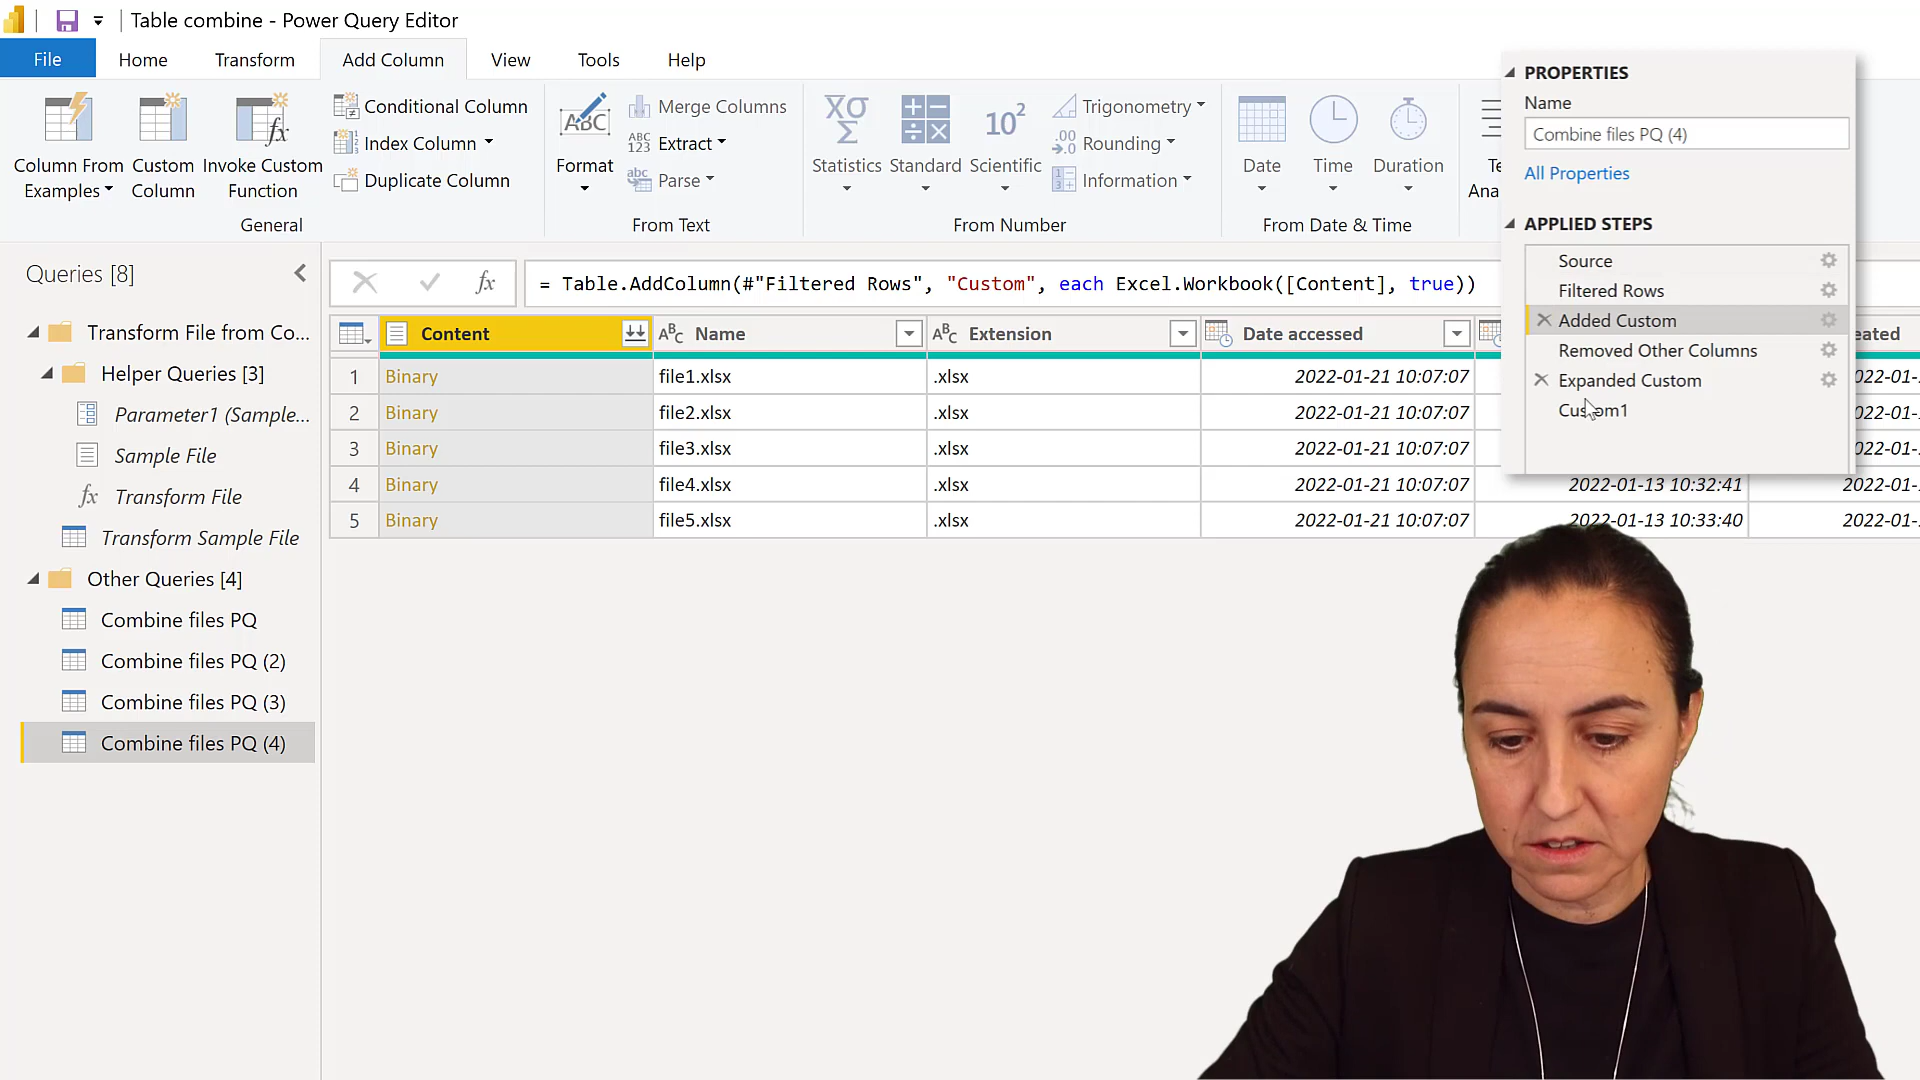 Table combine - Power Query Editor
File
Home
Transform
Add Column
View
Tools
Help
Column From
Examples
Custom
Column
Invoke Custom
Function
Conditional Column
Index Column
Duplicate Column
General
Format
Merge Columns
Extract
Parse
From Text
Statistics
Standard
Scientific
Trigonometry
Rounding
Information
From Number
Date
Time
Duration
From Date & Time
PROPERTIES
Name
Combine files PQ (4)
All Properties
APPLIED STEPS
Source
Filtered Rows
Added Custom
Removed Other Columns
Expanded Custom
Custom1
Queries [8]
Transform File from Co...
Helper Queries [3]
Parameter1 (Sample...
Sample File
Transform File
Transform Sample File
Other Queries [4]
Combine files PQ
Combine files PQ (2)
Combine files PQ (3)
Combine files PQ (4)
= Table.AddColumn(#"Filtered Rows", "Custom", each Excel.Workbook([Content], true))
Content Name Extension Date accessed
1 Binary file1.xlsx .xlsx 2022-01-21 10:07:07
2 Binary file2.xlsx .xlsx 2022-01-21 10:07:07
3 Binary file3.xlsx .xlsx 2022-01-21 10:07:07
4 Binary file4.xlsx .xlsx 2022-01-21 10:07:07 2022-01-13 10:32:41
5 Binary file5.xlsx .xlsx 2022-01-21 10:07:07 2022-01-13 10:33:40